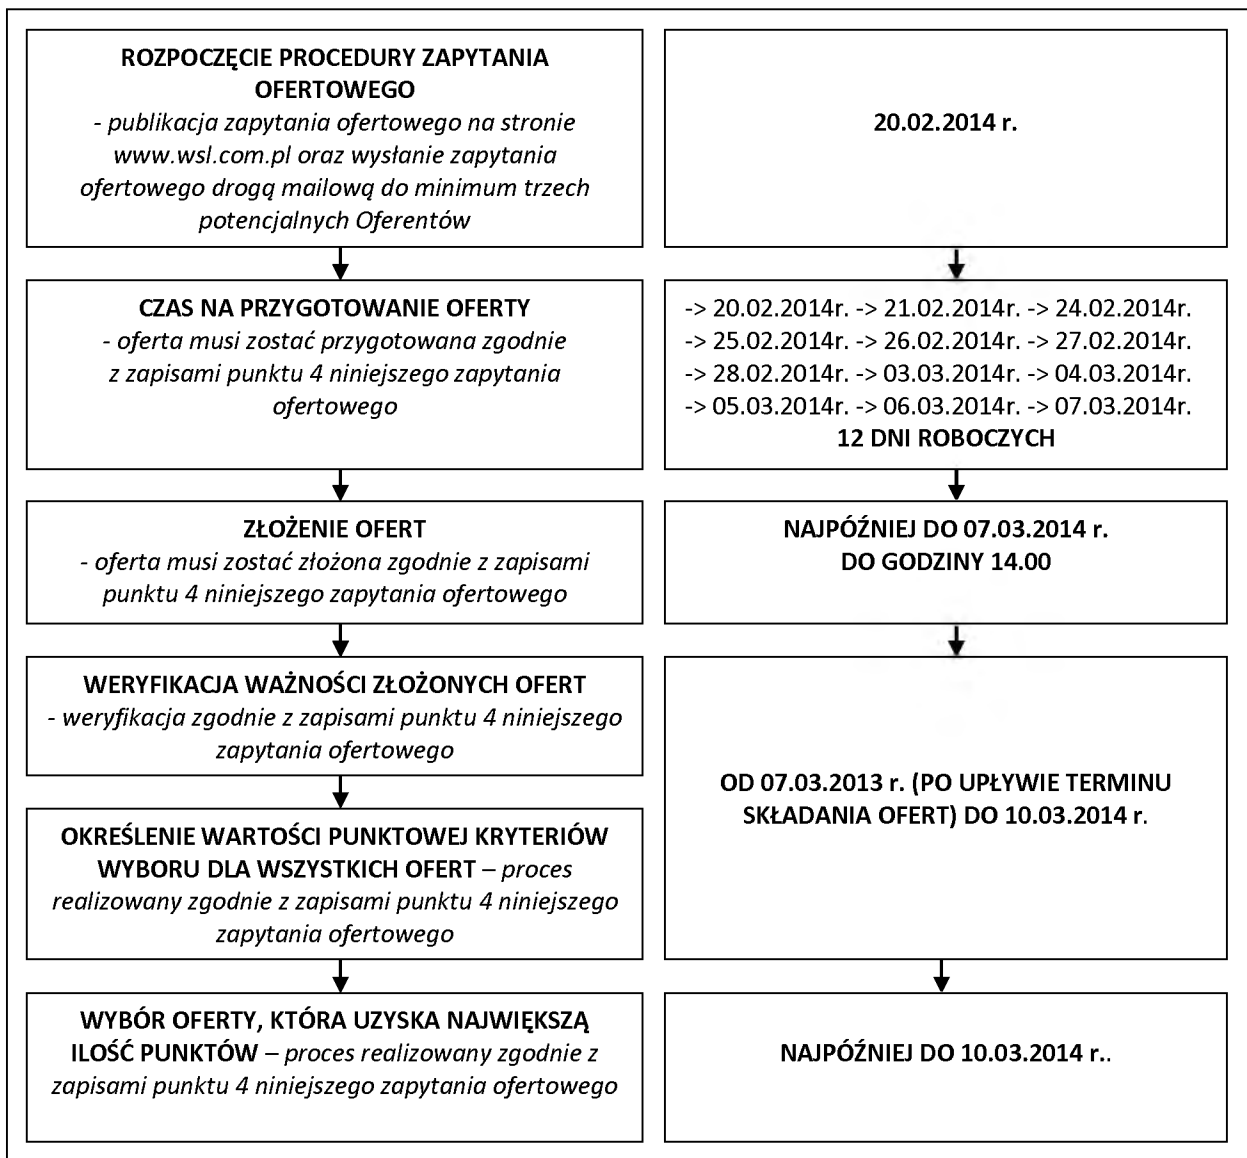 ROZPOCZĘCIE PROCEDURY ZAPYTANIA
OFERTOWEGO
- publikacja zapytania ofertowego na stronie
www.wsl.com.pl oraz wysłanie zapytania
ofertowego drogą mailową do minimum trzech
potencjalnych Oferentów
20.02.2014 r.
CZAS NA PRZYGOTOWANIE OFERTY
- oferta musi zostać przygotowana zgodnie
z zapisami punktu 4 niniejszego zapytania
ofertowego
-> 20.02.2014r. -> 21.02.2014r. -> 24.02.2014r.
-> 25.02.2014r. -> 26.02.2014r. -> 27.02.2014r.
-> 28.02.2014r. -> 03.03.2014r. -> 04.03.2014r.
-> 05.03.2014r. -> 06.03.2014r. -> 07.03.2014r.
12 DNI ROBOCZYCH
ZŁOŻENIE OFERT
- oferta musi zostać złożona zgodnie z zapisami
punktu 4 niniejszego zapytania ofertowego
NAJPÓŹNIEJ DO 07.03.2014 r.
DO GODZINY 14.00
WERYFIKACJA WAŻNOŚCI ZŁOŻONYCH OFERT
- weryfikacja zgodnie z zapisami punktu 4 niniejszego
zapytania ofertowego
OKREŚLENIE WARTOŚCI PUNKTOWEJ KRYTERIÓW
WYBORU DLA WSZYSTKICH OFERT – proces
realizowany zgodnie z zapisami punktu 4 niniejszego
zapytania ofertowego
OD 07.03.2013 r. (PO UPŁYWIE TERMINU
SKŁADANIA OFERT) DO 10.03.2014 r.
WYBÓR OFERTY, KTÓRA UZYSKA NAJWIĘKSZĄ
ILOŚĆ PUNKTÓW – proces realizowany zgodnie z
zapisami punktu 4 niniejszego zapytania ofertowego
NAJPÓŹNIEJ DO 10.03.2014 r..